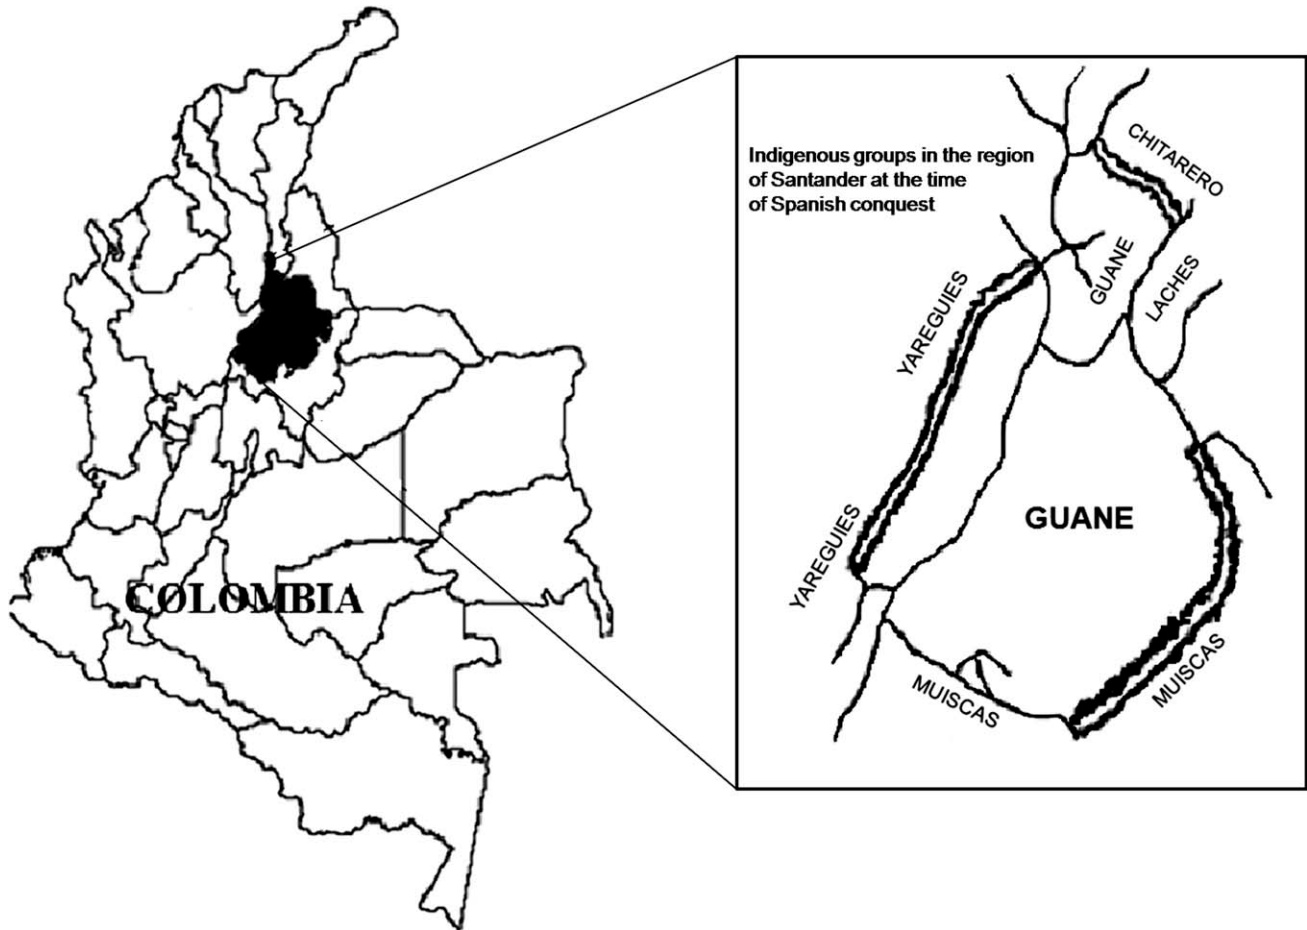 COLOMBIA
Indigenous groups in the region
of Santander at the time
of Spanish conquest
CHITARERO
GUANE
LACHES
YAREGUIES
GUANE
YAREGUIES
MUISCAS
MUISCAS